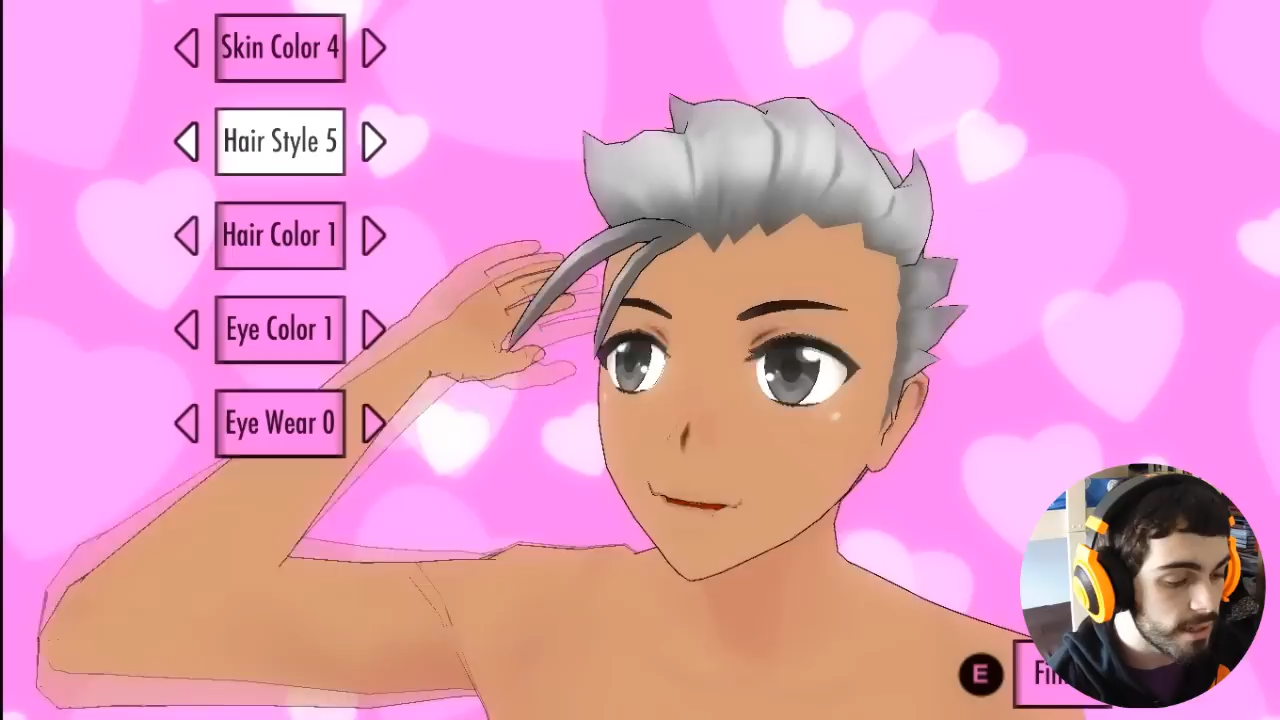 Skin Color 4
Hair Style 5
Hair Color 1
Eye Color 1
Eye Wear 0
E